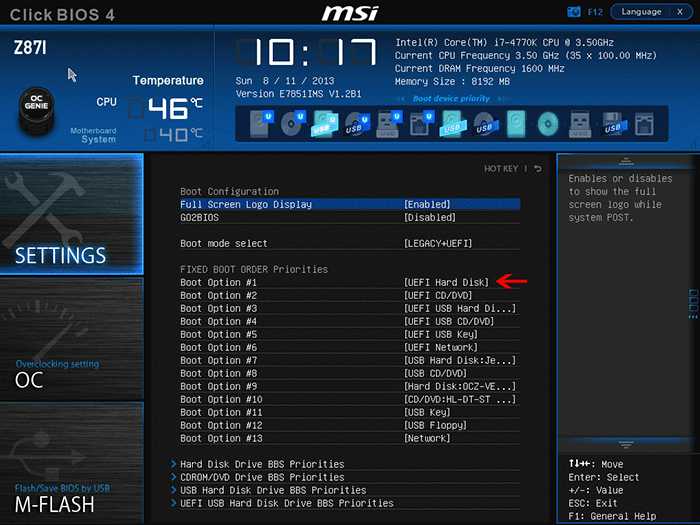 Click BIOS 4
msi
F12
Language
X
Z87I
10:17
Intel(R) Core(TM) i7-4770K CPU @ 3.50GHz
Current CPU Frequency 3.50 GHz (35 x 100.00 MHz)
Current DRAM Frequency 1600 MHz
Memory Size : 8192 MB
Temperature
Sun 8 / 11 / 2013
Version E7851IMS V1.2B1
OC
GENIE
CPU 46°C
Motherboard
System 40°C
Boot device priority
U U USB U USB U U U USB USB USB
HOT KEY
Boot Configuration
Full Screen Logo Display [Enabled]
GO2BIOS [Disabled]
Boot mode select [LEGACY+UEFI]
FIXED BOOT ORDER Priorities
Boot Option #1 [UEFI Hard Disk]
Boot Option #2 [UEFI CD/DVD]
Boot Option #3 [UEFI USB Hard Di...]
Boot Option #4 [UEFI USB CD/DVD]
Boot Option #5 [UEFI USB Key]
Boot Option #6 [UEFI Network]
Boot Option #7 [USB Hard Disk:Je...]
Boot Option #8 [USB CD/DVD]
Boot Option #9 [Hard Disk:OCZ-VE...]
Boot Option #10 [CD/DVD:HL-DT-ST ...]
Boot Option #11 [USB Key]
Boot Option #12 [USB Floppy]
Boot Option #13 [Network]
> Hard Disk Drive BBS Priorities
> CDROM/DVD Drive BBS Priorities
> USB Hard Disk Drive BBS Priorities
> UEFI USB Hard Disk Drive BBS Priorities
SETTINGS
Overclocking setting
OC
Flash/Save BIOS by USB
M-FLASH
Enables or disables
to show the full
screen logo while
system POST.
↑↓→←: Move
Enter: Select
+/-: Value
ESC: Exit
F1: General Help